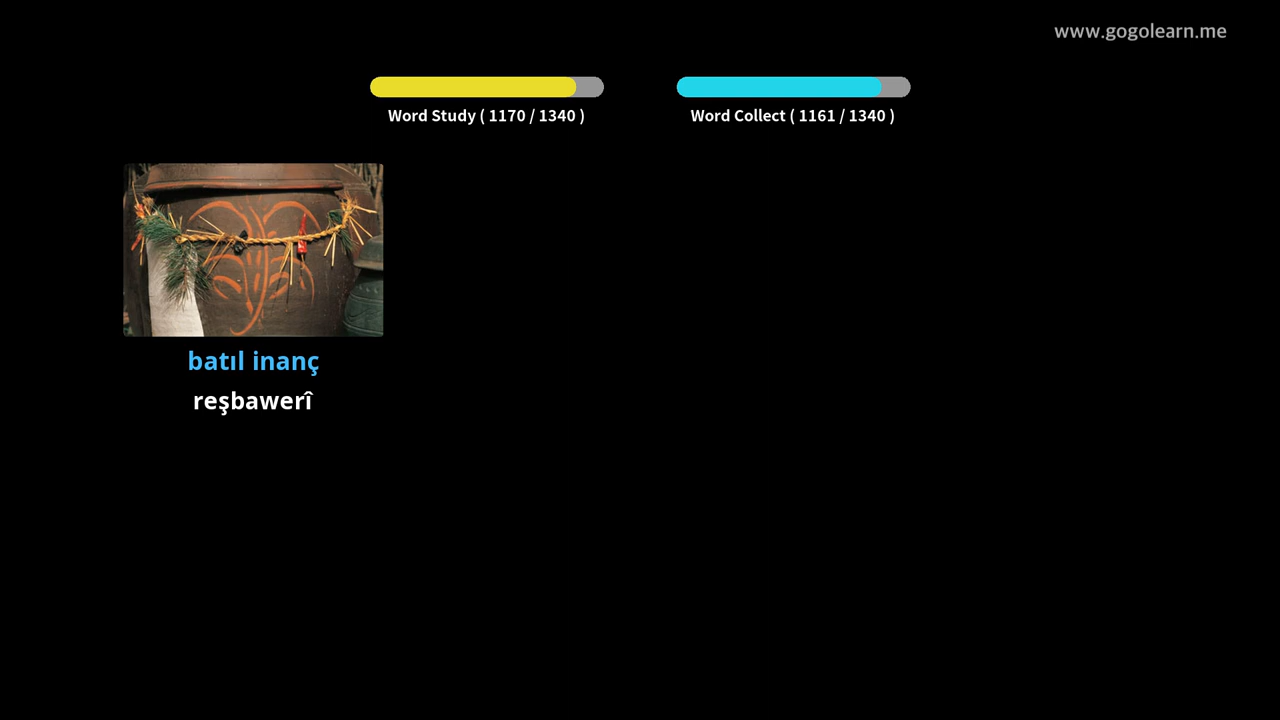 www.gogolearn.me
Word Study ( 1170 / 1340 )
Word Collect ( 1161 / 1340 )
batıl inanç
reşbawerî